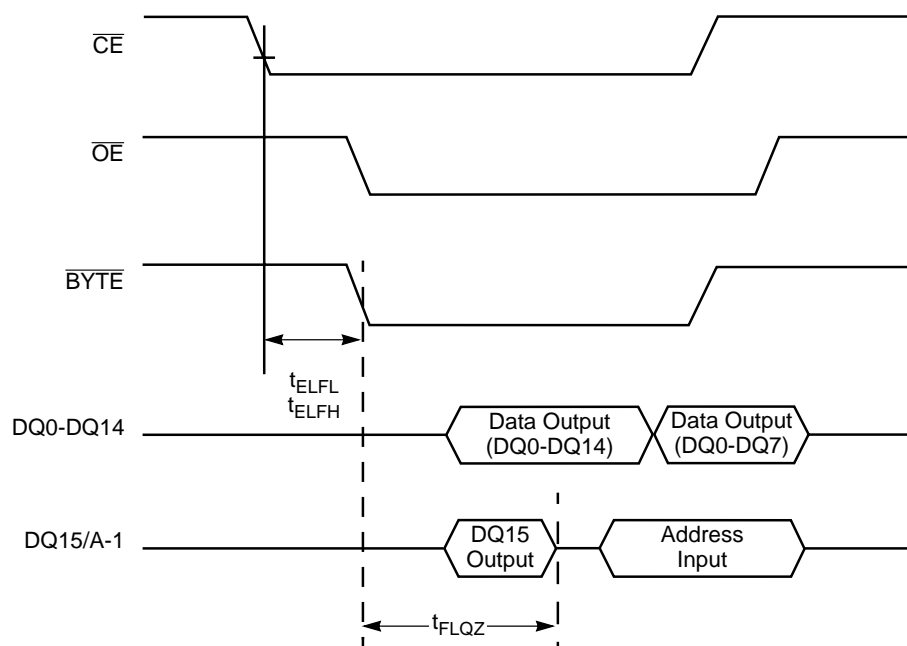 CE
OE
BYTE
tELFL
tELFH
DQ0-DQ14
Data Output
(DQ0-DQ14)
Data Output
(DQ0-DQ7)
DQ15/A-1
DQ15
Output
Address
Input
tFLQZ